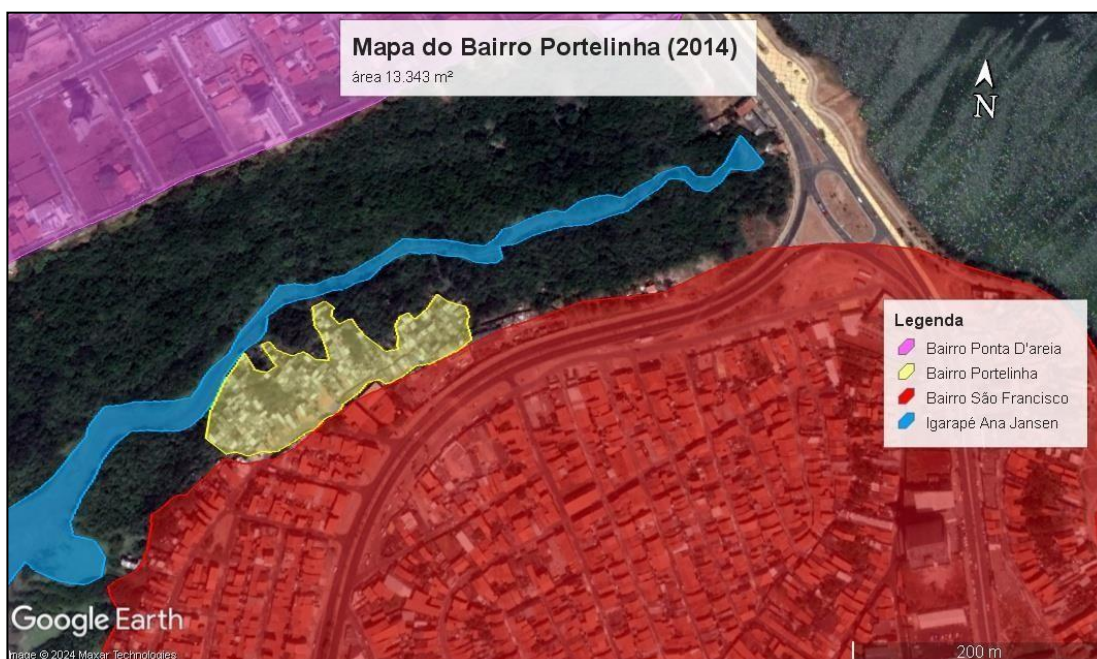 Mapa do Bairro Portelinha (2014)
área 13.343 m²
N
Legenda
Bairro Ponta D'areia
Bairro Portelinha
Bairro São Francisco
Igarapé Ana Jansen
Google Earth
Image © 2024 Maxar Technologies
200 m